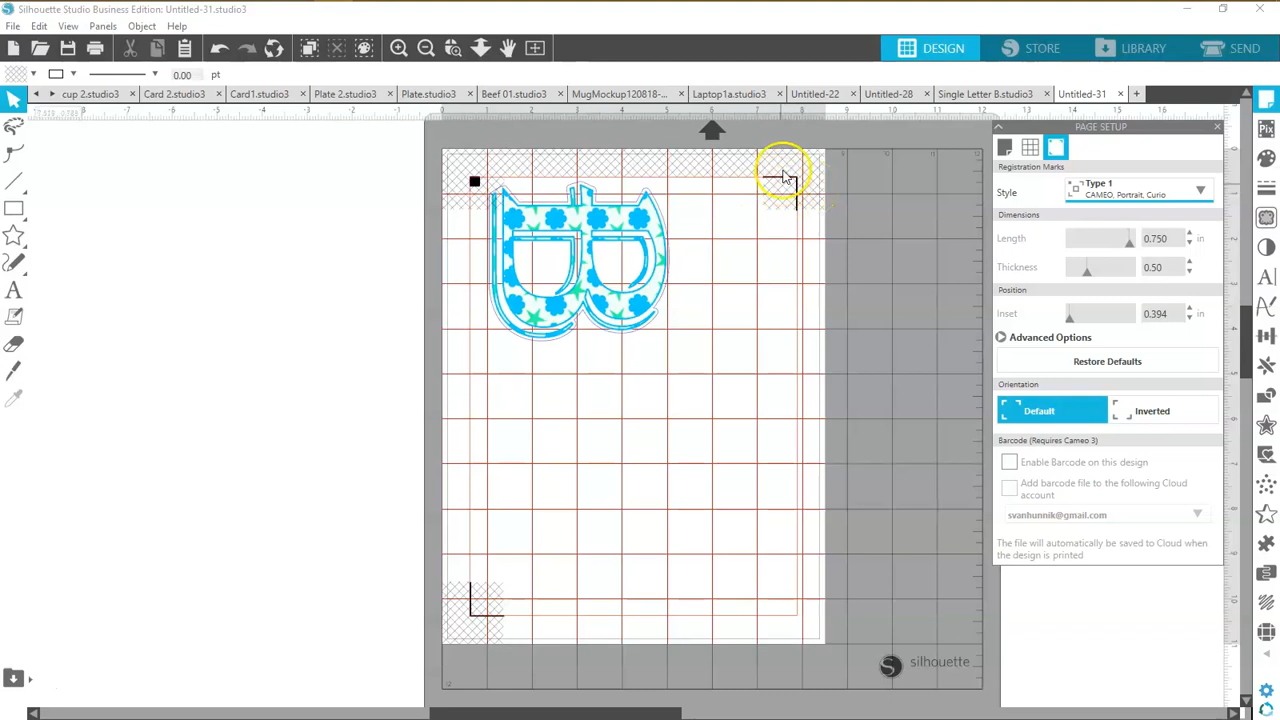 Silhouette Studio Business Edition: Untitled-31.studio3
File Edit View Panels Object Help
DESIGN STORE LIBRARY SEND
0.00 pt
cup 2.studio3 Card 2.studio3 Card1.studio3 Plate 2.studio3 Plate.studio3 Beef 01.studio3 MugMockup120818-... Laptop1a.studio3 Untitled-22 Untitled-28 Single Letter B.studio3 Untitled-31
PAGE SETUP
Registration Marks
Style
Type 1
CAMEO, Portrait, Curio
Dimensions
Length 0.750 in
Thickness 0.50 in
Position
Inset 0.394 in
Advanced Options
Restore Defaults
Orientation
Default Inverted
Barcode (Requires Cameo 3)
Enable Barcode on this design
Add barcode file to the following Cloud
account
svanhunnik@gmail.com
The file will automatically be saved to Cloud when
the design is printed
B
silhouette